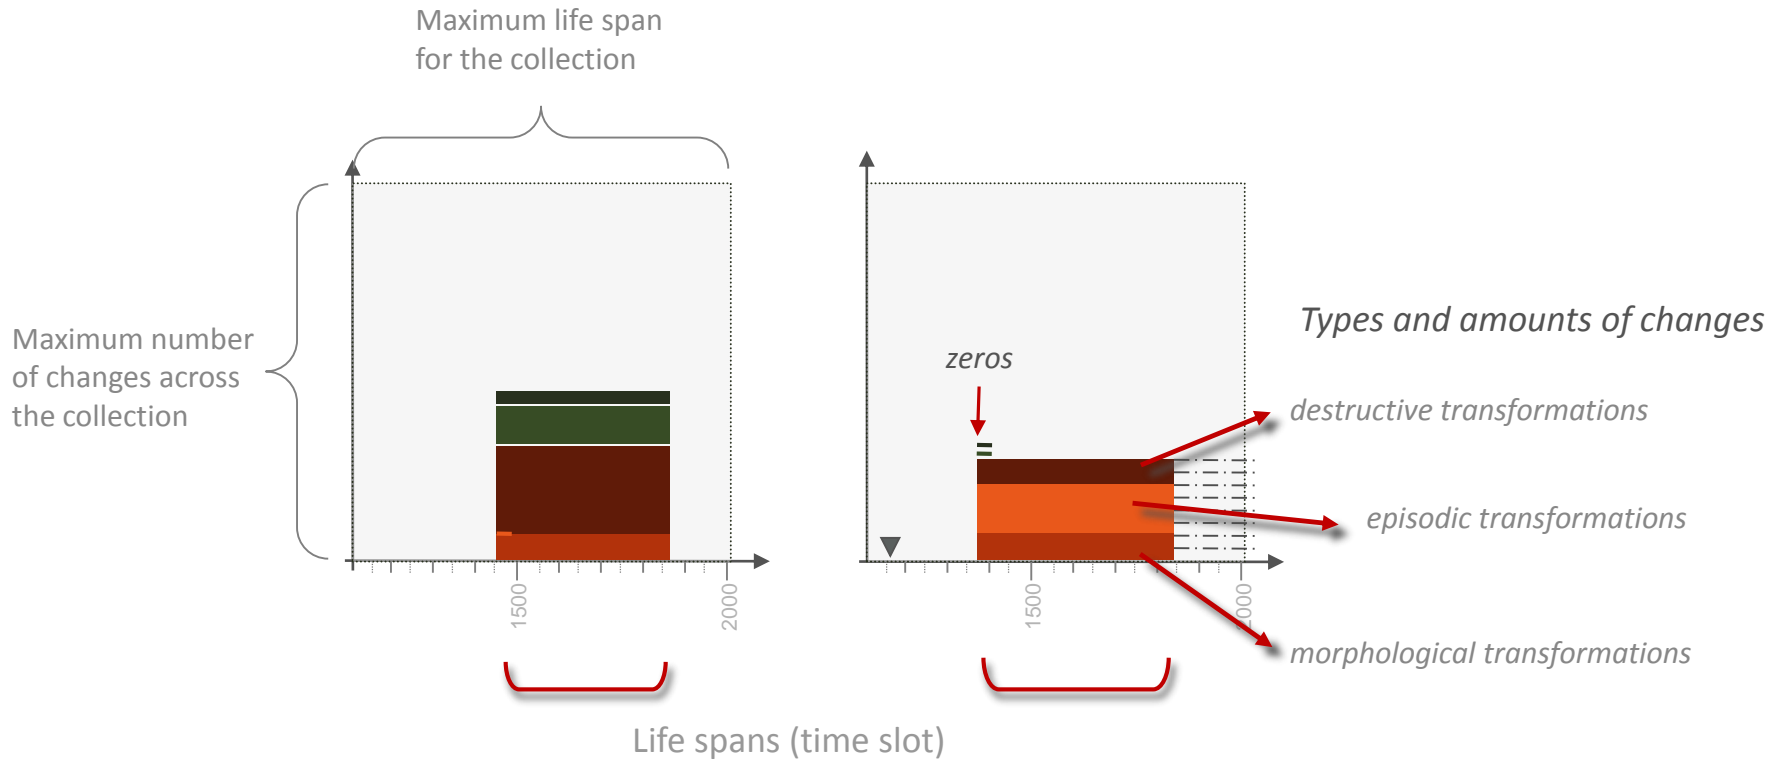 Maximum life span
for the collection
Maximum number
of changes across
the collection
zeros
Types and amounts of changes
destructive transformations
episodic transformations
morphological transformations
1500
2000
1500
2000
Life spans (time slot)